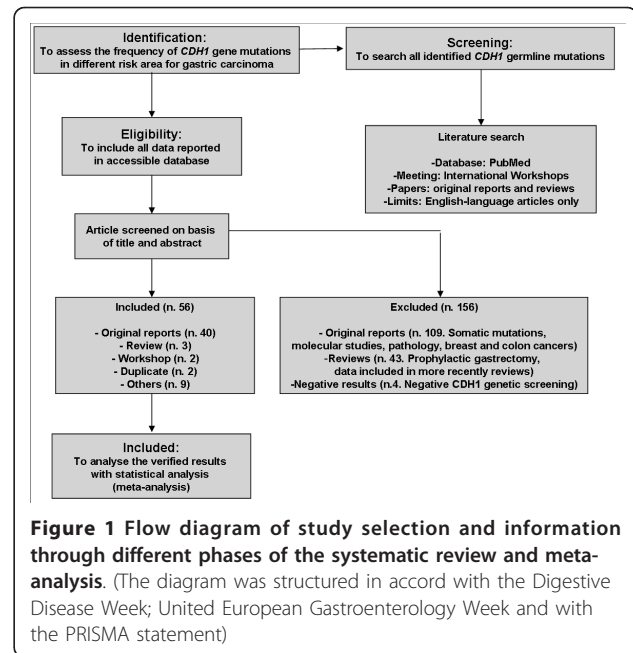 Identification:
To assess the frequency of CDH1 gene mutations
in different risk area for gastric carcinoma
Screening:
To search all identified CDH1 germline mutations
Eligibility:
To include all data reported
in accessible database
Literature search
-Database: PubMed
-Meeting: International Workshops
-Papers: original reports and reviews
-Limits: English-language articles only
Article screened on basis
of title and abstract
Included (n. 56)
- Original reports (n. 40)
- Review (n. 3)
- Workshop (n. 2)
- Duplicate (n. 2)
- Others (n. 9)
Excluded (n. 156)
- Original reports (n. 109. Somatic mutations,
molecular studies, pathology, breast and colon cancers)
-Reviews (n. 43. Prophylactic gastrectomy,
data included in more recently reviews)
-Negative results (n.4. Negative CDH1 genetic screening)
Included:
To analyse the verified results
with statistical analysis
(meta-analysis)
Figure 1 Flow diagram of study selection and information
through different phases of the systematic review and meta-
analysis. (The diagram was structured in accord with the Digestive
Disease Week; United European Gastroenterology Week and with
the PRISMA statement)